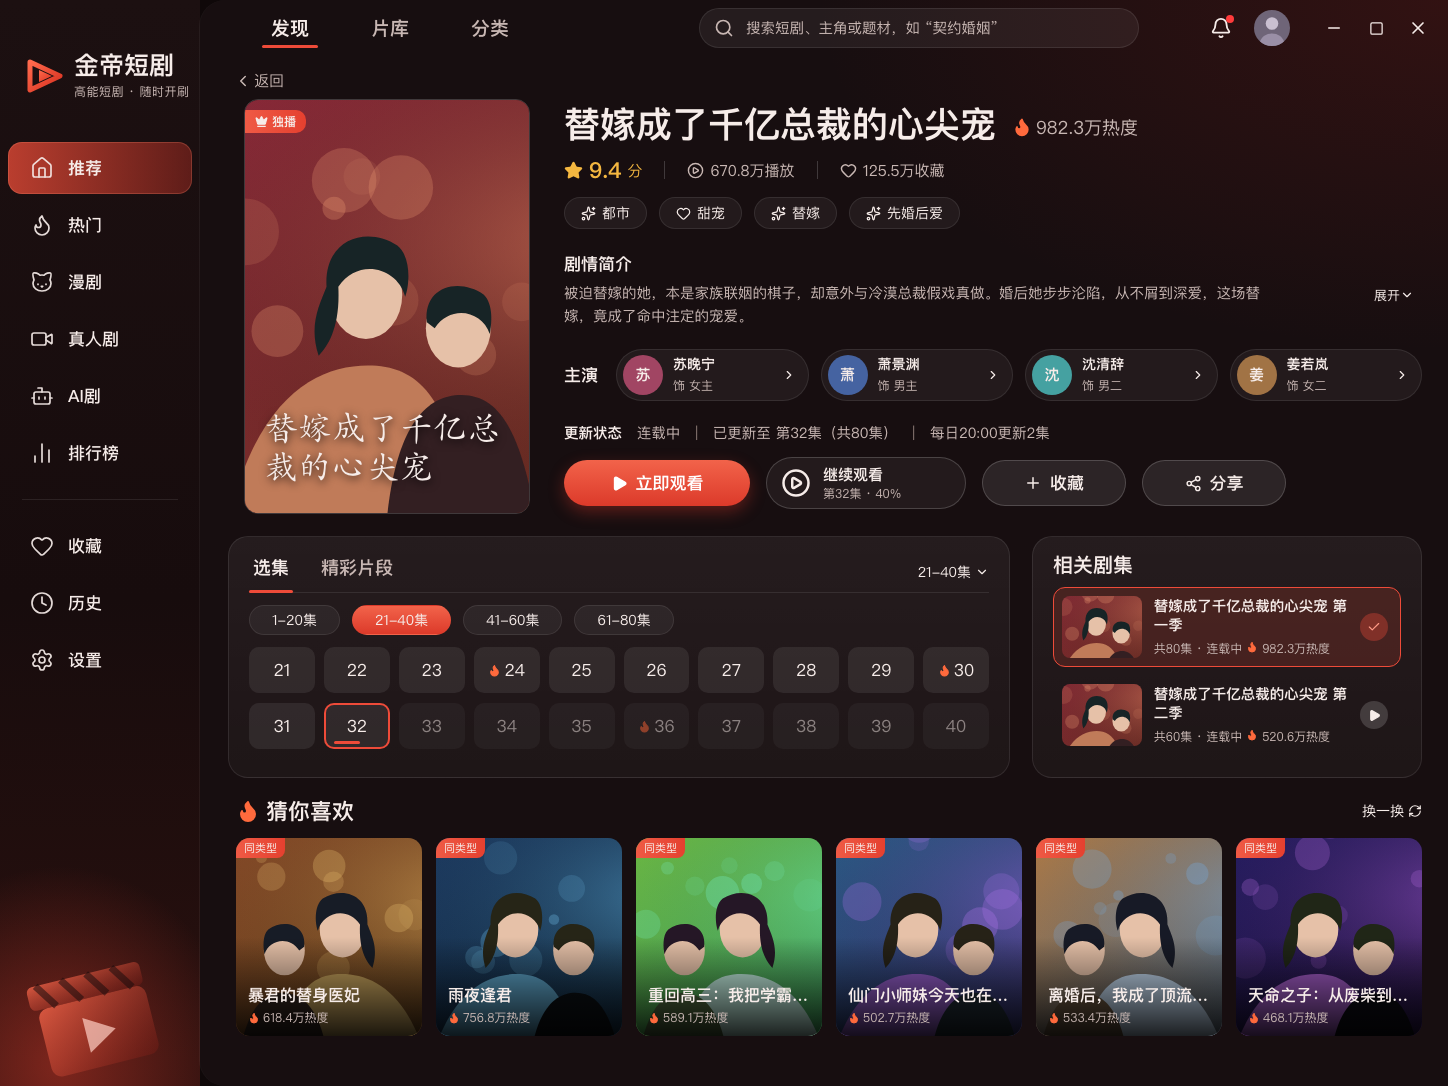 金帝短剧
高能短剧 · 随时开刷
推荐
热门
漫剧
真人剧
AI剧
排行榜
收藏
历史
设置
发现
片库
分类
搜索短剧、主角或题材，如 “契约婚姻”
返回
独播
替嫁成了千亿总
裁的心尖宠
替嫁成了千亿总裁的心尖宠
982.3万热度
9.4 分
670.8万播放
125.5万收藏
都市
甜宠
替嫁
先婚后爱
剧情简介
被迫替嫁的她，本是家族联姻的棋子，却意外与冷漠总裁假戏真做。婚后她步步沦陷，从不屑到深爱，这场替
嫁，竟成了命中注定的宠爱。
展开
主演
苏
苏晚宁
饰 女主
萧
萧景渊
饰 男主
沈
沈清辞
饰 男二
姜
姜若岚
饰 女二
更新状态 连载中 | 已更新至 第32集（共80集） | 每日20:00更新2集
立即观看
继续观看
第32集 · 40%
收藏
分享
选集
精彩片段
21–40集
1–20集
21–40集
41–60集
61–80集
21 22 23 24 25 26 27 28 29 30
31 32 33 34 35 36 37 38 39 40
相关剧集
替嫁成了千亿总裁的心尖宠 第
一季
共80集 · 连载中 982.3万热度
替嫁成了千亿总裁的心尖宠 第
二季
共60集 · 连载中 520.6万热度
猜你喜欢
换一换
同类型
暴君的替身医妃
618.4万热度
同类型
雨夜逢君
756.8万热度
同类型
重回高三：我把学霸...
589.1万热度
同类型
仙门小师妹今天也在...
502.7万热度
同类型
离婚后，我成了顶流...
533.4万热度
同类型
天命之子：从废柴到...
468.1万热度